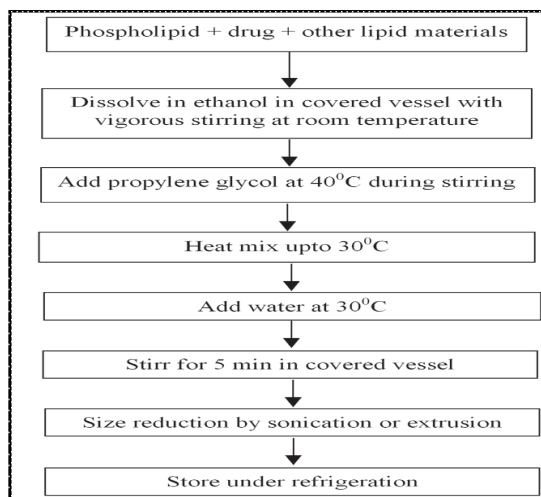 Phospholipid + drug + other lipid materials
Dissolve in ethanol in covered vessel with
vigorous stirring at room temperature
Add propylene glycol at 40⁰C during stirring
Heat mix upto 30⁰C
Add water at 30⁰C
Stirr for 5 min in covered vessel
Size reduction by sonication or extrusion
Store under refrigeration